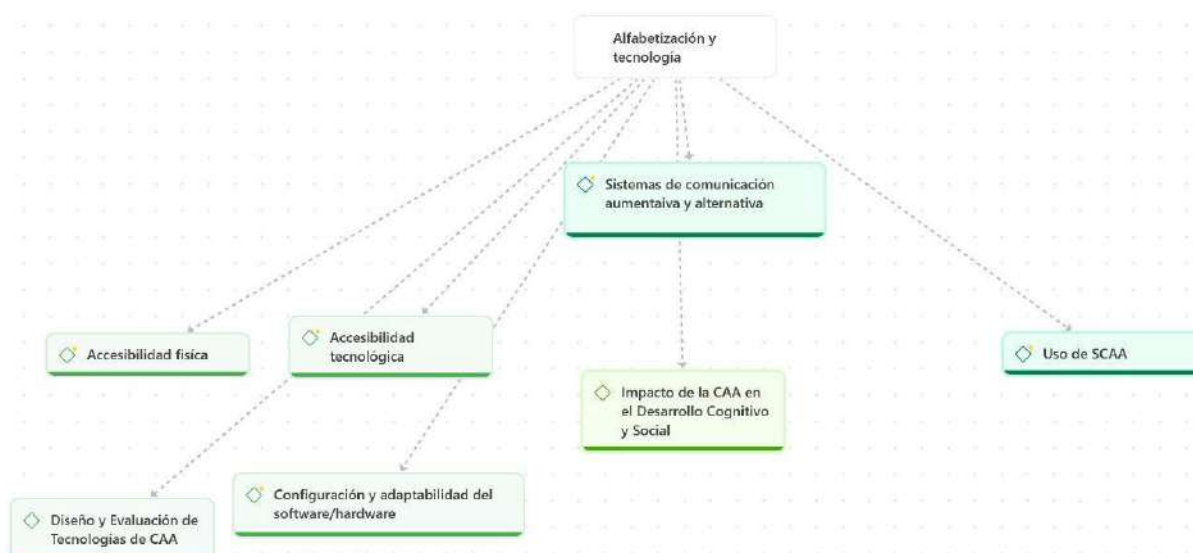 Alfabetización y
tecnología
Sistemas de comunicación
aumentaiva y alternativa
Accesibilidad fisíca
Accesibilidad
tecnológica
Uso de SCAA
Impacto de la CAA en
el Desarrollo Cognitivo
y Social
Configuración y adaptabilidad del
software/hardware
Diseño y Evaluación de
Tecnologías de CAA